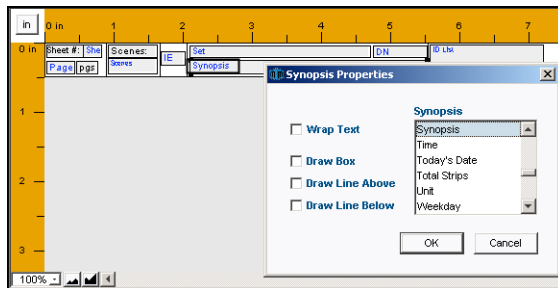 in 0 in 1 2 3 4 5 6 7
0 in
Sheet #: She Scenes: IE Set DN ID List
Page pgs Scenes Synopsis
Synopsis Properties
Wrap Text
Draw Box
Draw Line Above
Draw Line Below
Synopsis
Synopsis
Time
Today's Date
Total Strips
Unit
Weekday
OK Cancel
1
2
3
100%